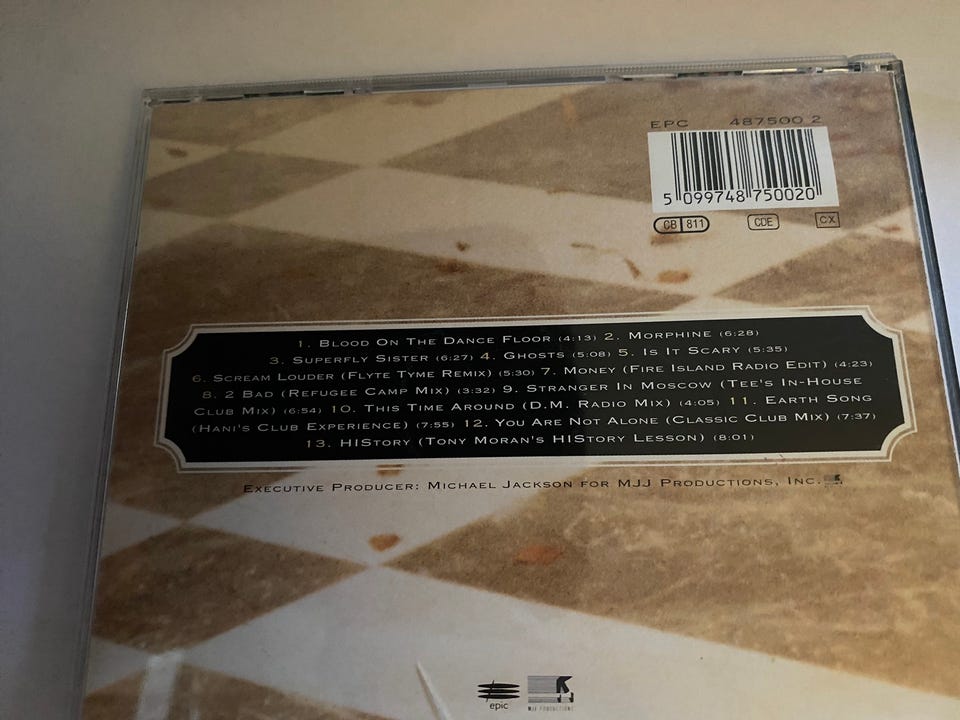 EPC 487500 2
5 099748 750020
CB 811 CDE CX
1. Blood On The Dance Floor (4:13) 2. Morphine (6:28)
3. Superfly Sister (6:27) 4. Ghosts (5:08) 5. Is It Scary (5:35)
6. Scream Louder (Flyte Tyme Remix) (5:30) 7. Money (Fire Island Radio Edit) (4:23)
8. 2 Bad (Refugee Camp Mix) (3:32) 9. Stranger In Moscow (Tee's In-House
Club Mix) (6:54) 10. This Time Around (D.M. Radio Mix) (4:05) 11. Earth Song
(Hani's Club Experience) (7:55) 12. You Are Not Alone (Classic Club Mix) (7:37)
13. HIStory (Tony Moran's HIStory Lesson) (8:01)
Executive Producer: Michael Jackson for MJJ Productions, Inc.
epic MJJ PRODUCTIONS